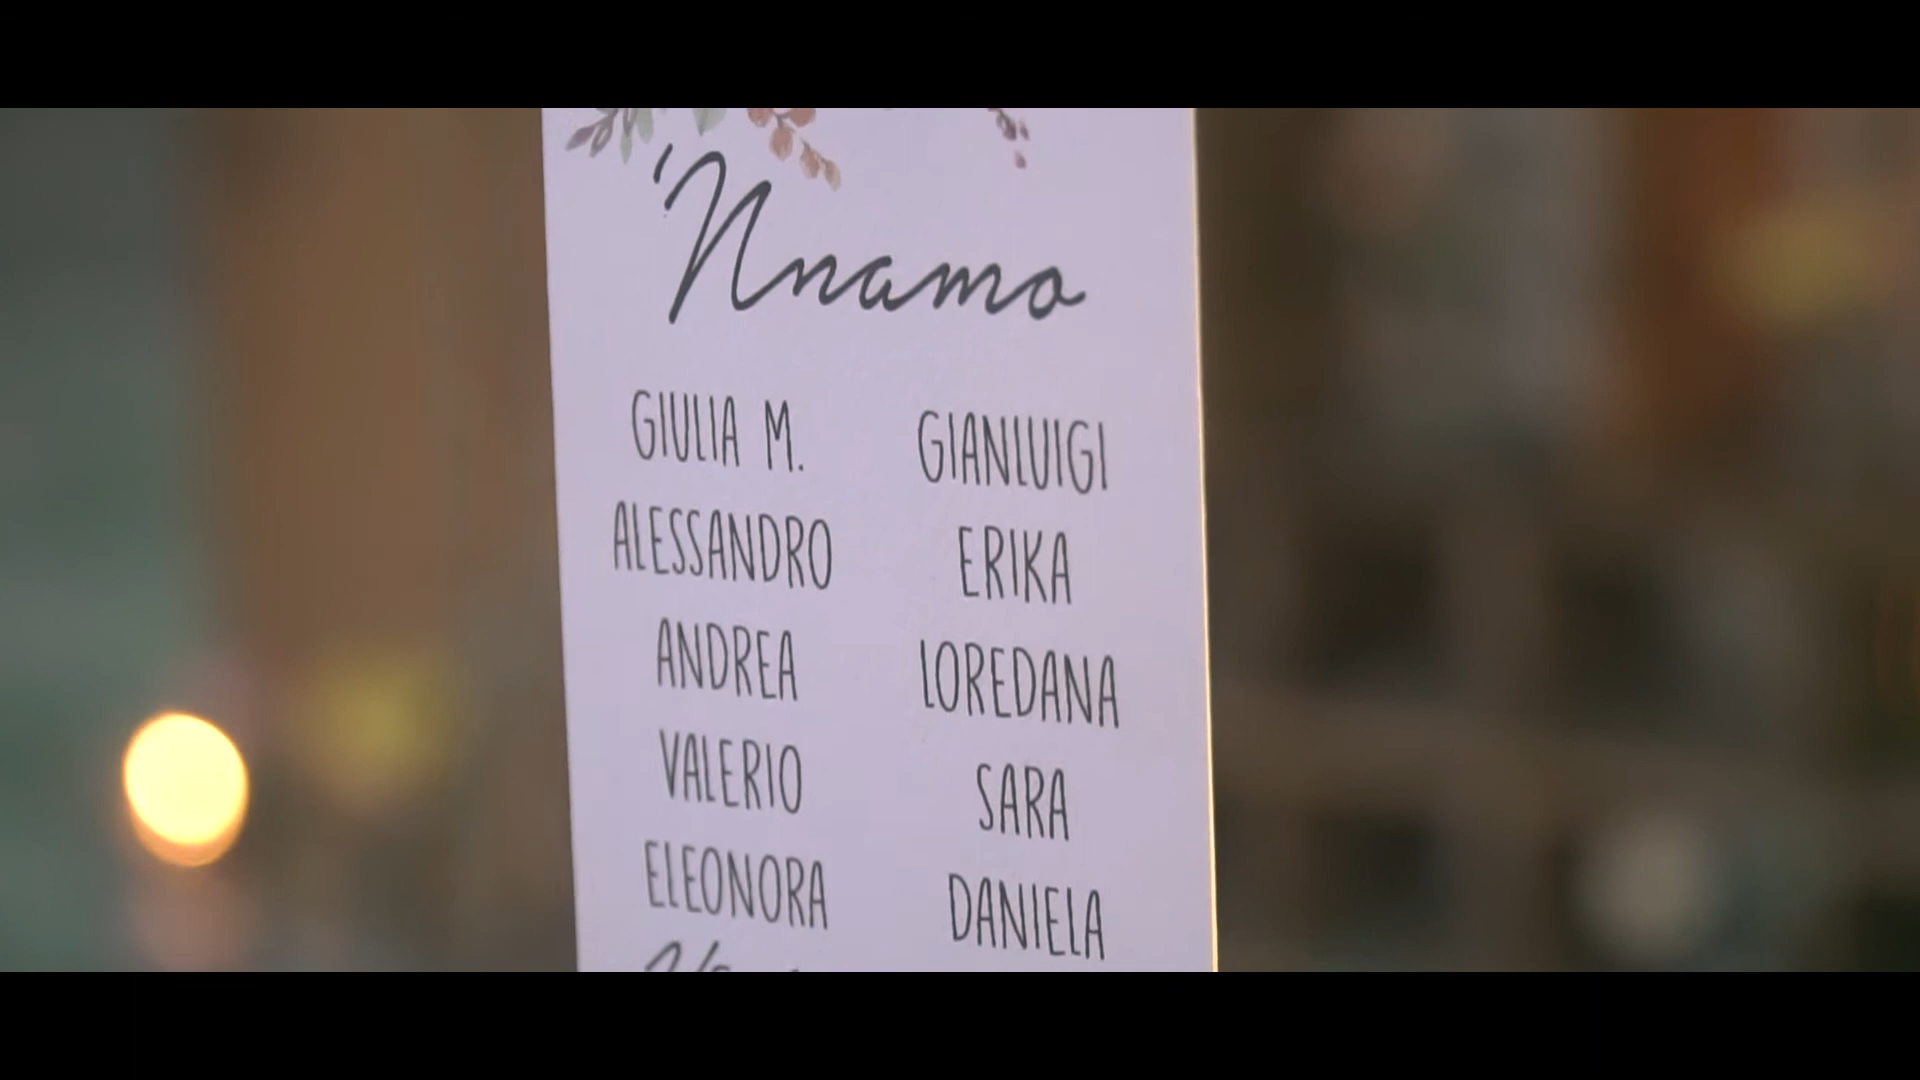 'Nnamo
GIULIA M.
ALESSANDRO
ANDREA
VALERIO
ELEONORA
GIANLUIGI
ERIKA
LOREDANA
SARA
DANIELA